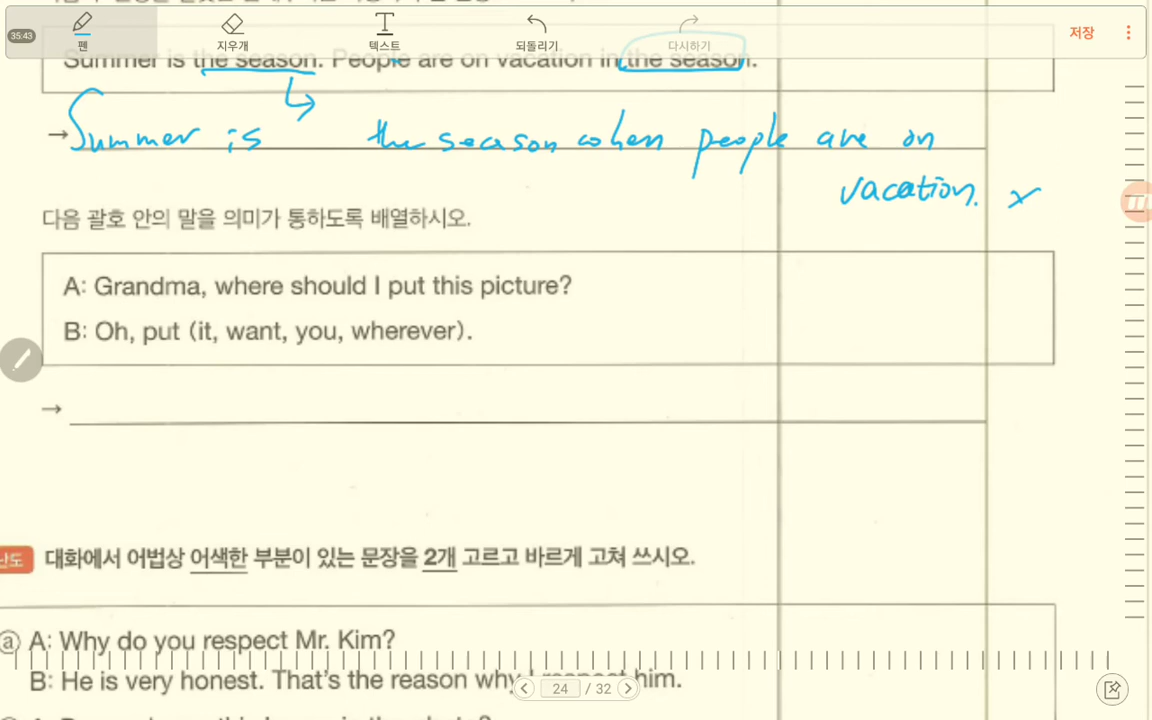 35:43
펜
지우개
텍스트
되돌리기
다시하기
저장
Summer is the season. People are on vacation in the season.
→ Summer is the season when people are on
vacation.
다음 괄호 안의 말을 의미가 통하도록 배열하시오.
A: Grandma, where should I put this picture?
B: Oh, put (it, want, you, wherever).
→
난도 대화에서 어법상 어색한 부분이 있는 문장을 2개 고르고 바르게 고쳐 쓰시오.
ⓐ A: Why do you respect Mr. Kim?
B: He is very honest. That's the reason why I respect him.
24 / 32